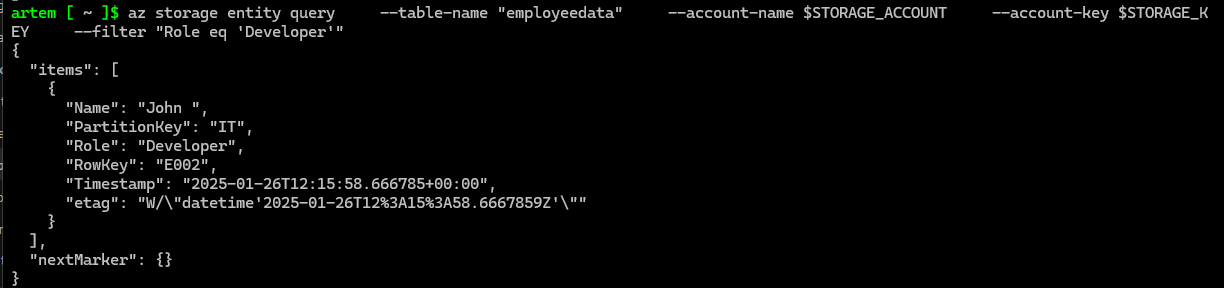 artem [ ~ ]$ az storage entity query     --table-name "employeedata"     --account-name $STORAGE_ACCOUNT     --account-key $STORAGE_K
EY     --filter "Role eq 'Developer'"
{
  "items": [
    {
      "Name": "John ",
      "PartitionKey": "IT",
      "Role": "Developer",
      "RowKey": "E002",
      "Timestamp": "2025-01-26T12:15:58.666785+00:00",
      "etag": "W/\"datetime'2025-01-26T12%3A15%3A58.6667859Z'\""
    }
  ],
  "nextMarker": {}
}